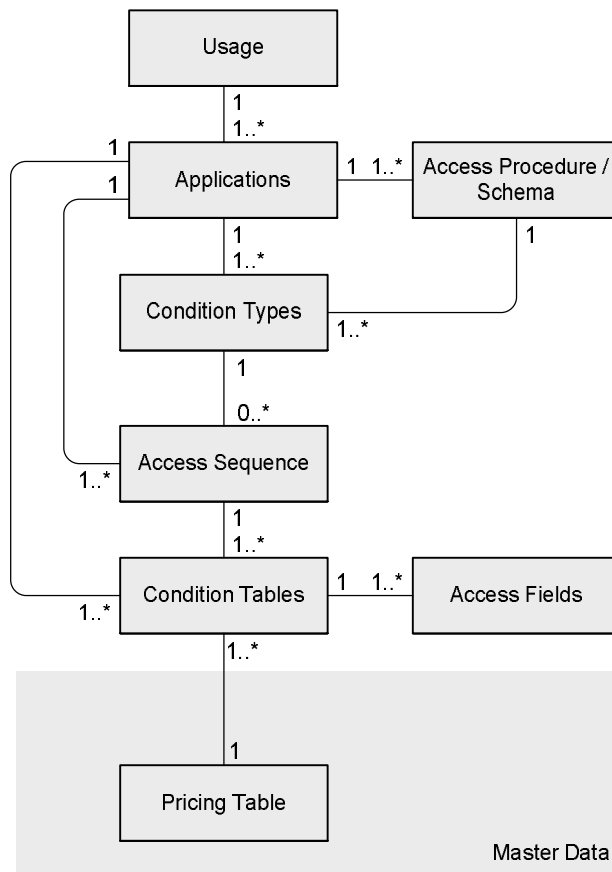 Usage
1
1..*
1
1
Applications
1 1..*
Access Procedure /
Schema
1
1..*
1
Condition Types
1..*
1
0..*
Access Sequence
1..*
1
1..*
Condition Tables
1 1..*
Access Fields
1..*
1..*
1
Pricing Table
Master Data